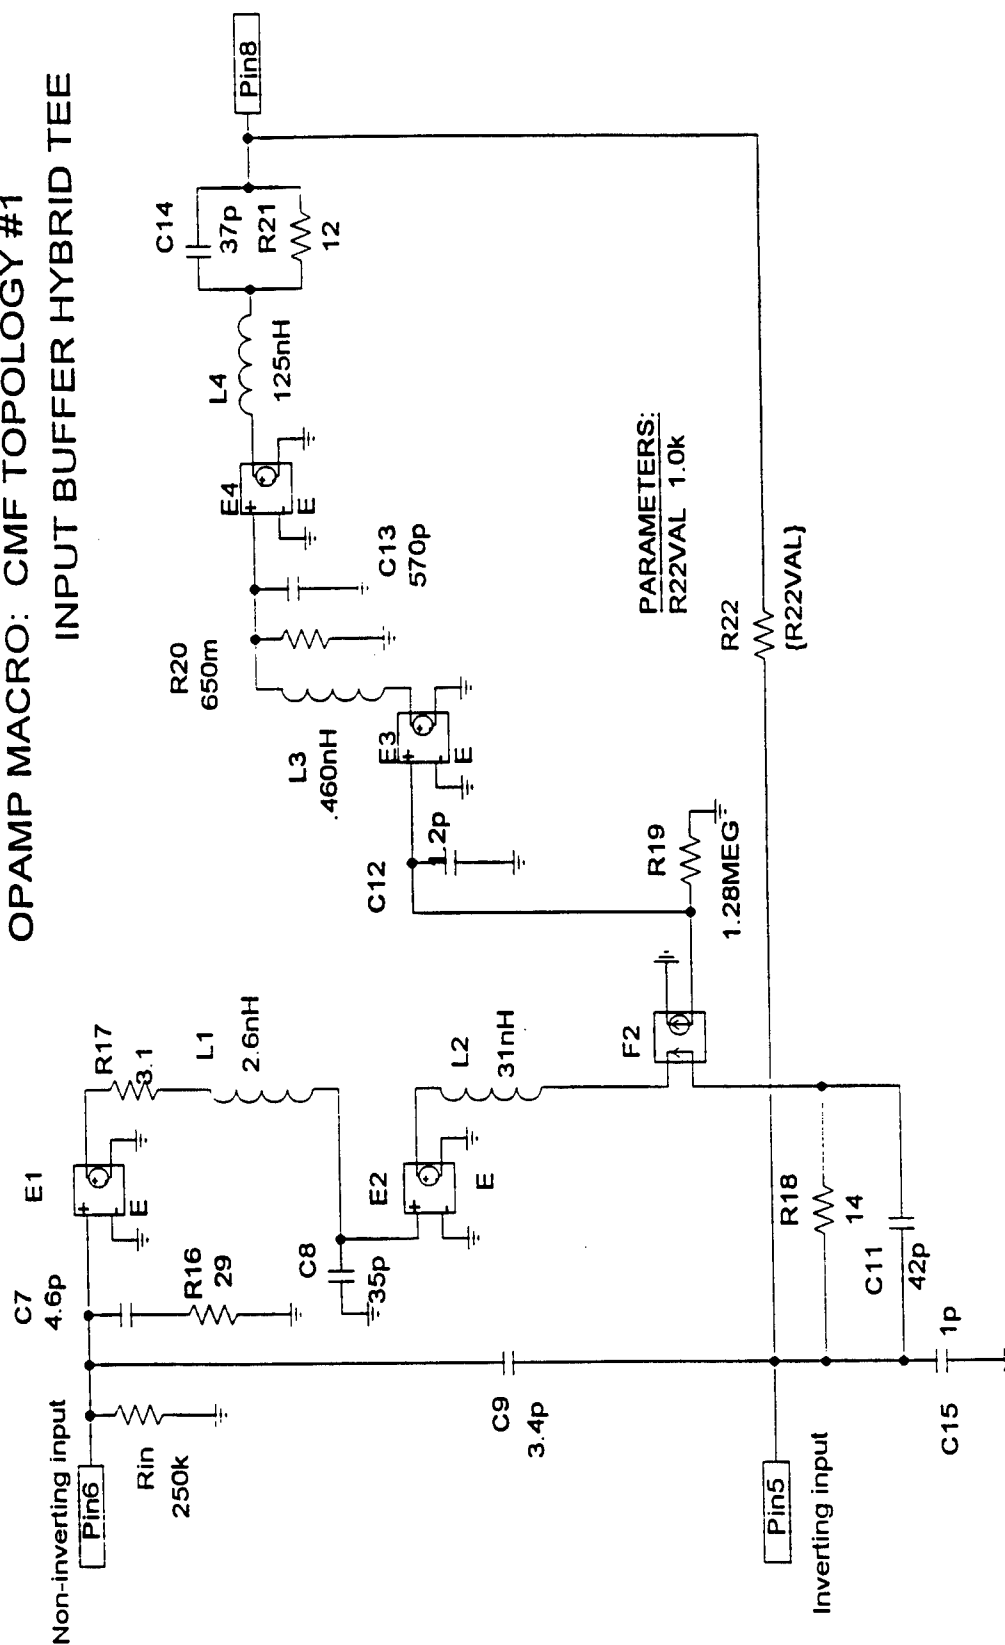 OPAMP MACRO: CMF TOPOLOGY #1
INPUT BUFFER HYBRID TEE
Non-inverting input
Pin6
Rin
250k
C7
4.6p
R16
29
E1
E
R17
3.1
L1
2.6nH
C8
35p
E2
E
L2
31nH
F2
C9
3.4p
Pin5
Inverting input
R18
14
C11
42p
C15
1p
R19
1.28MEG
C12
E3
E
L3
.460nH
R20
650m
C13
570p
E4
E
L4
125nH
C14
37p
R21
12
Pin8
R22
{R22VAL}
PARAMETERS:
R22VAL 1.0k